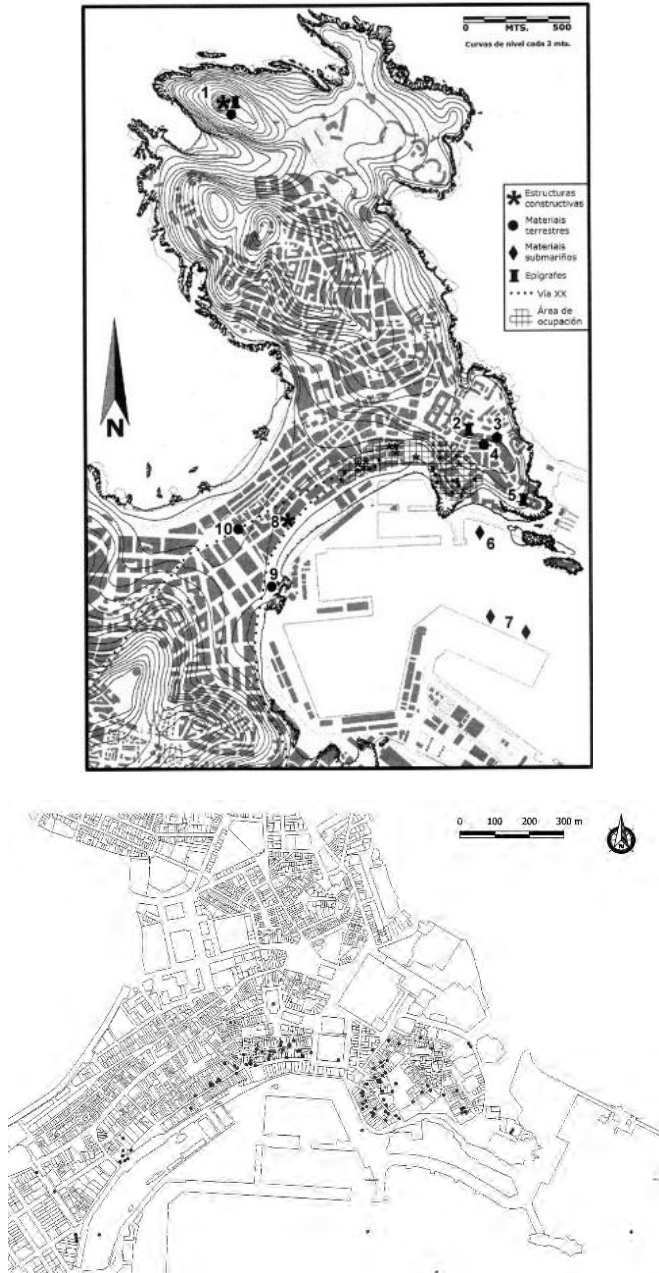 0 MTS. 500
Curvas de nivel cada 3 mts.
1
Estructuras
constructivas
Materiais
terrestres
Materiais
submariños
Epígrafes
Vía XX
Área de
ocupación
N
2 3
4
5
10 8
6
9
7
0 100 200 300 m
N